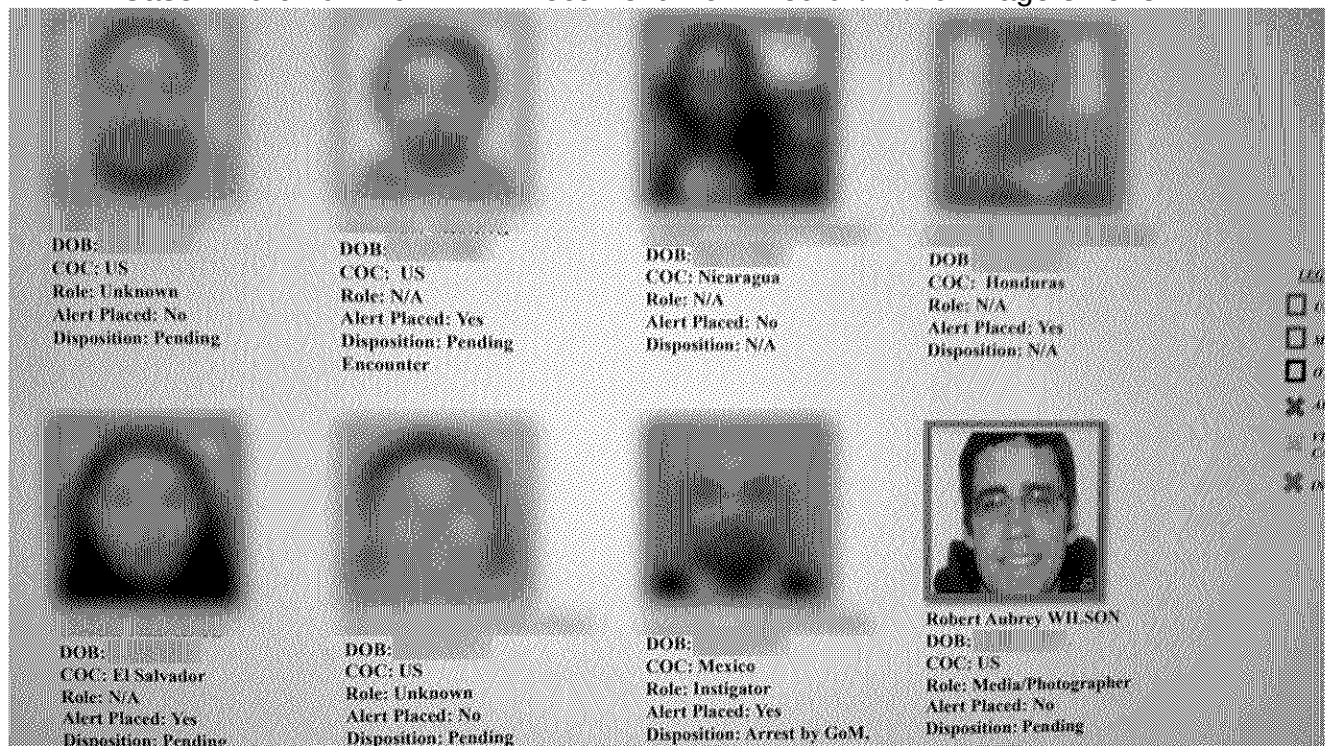 DOB:
COC: US
Role: Unknown
Alert Placed: No
Disposition: Pending
DOB:
COC: US
Role: N/A
Alert Placed: Yes
Disposition: Pending
Encounter
DOB:
COC: Nicaragua
Role: N/A
Alert Placed: No
Disposition: N/A
DOB
COC: Honduras
Role: N/A
Alert Placed: Yes
Disposition: N/A
DOB:
COC: El Salvador
Role: N/A
Alert Placed: Yes
Disposition: Pending
DOB:
COC: US
Role: Unknown
Alert Placed: No
Disposition: Pending
DOB:
COC: Mexico
Role: Instigator
Alert Placed: Yes
Disposition: Arrest by GoM,
Robert Aubrey WILSON
DOB:
COC: US
Role: Media/Photographer
Alert Placed: No
Disposition: Pending